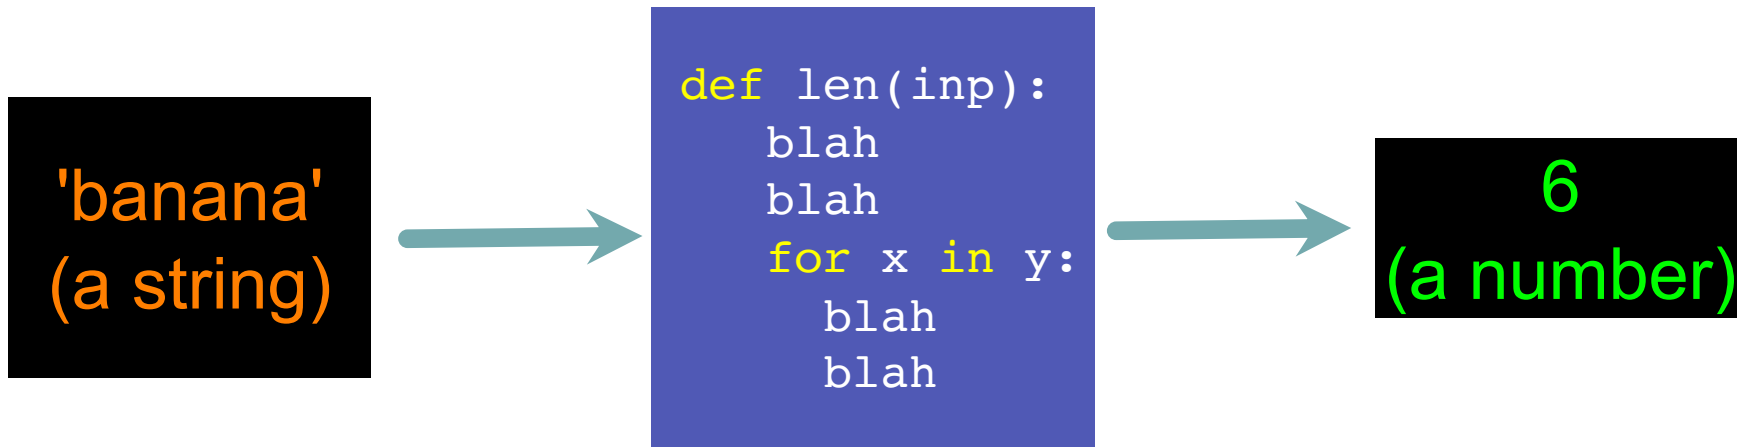 'banana'
(a string)
def len(inp):
blah
blah
for x in y:
blah
blah
6
(a number)